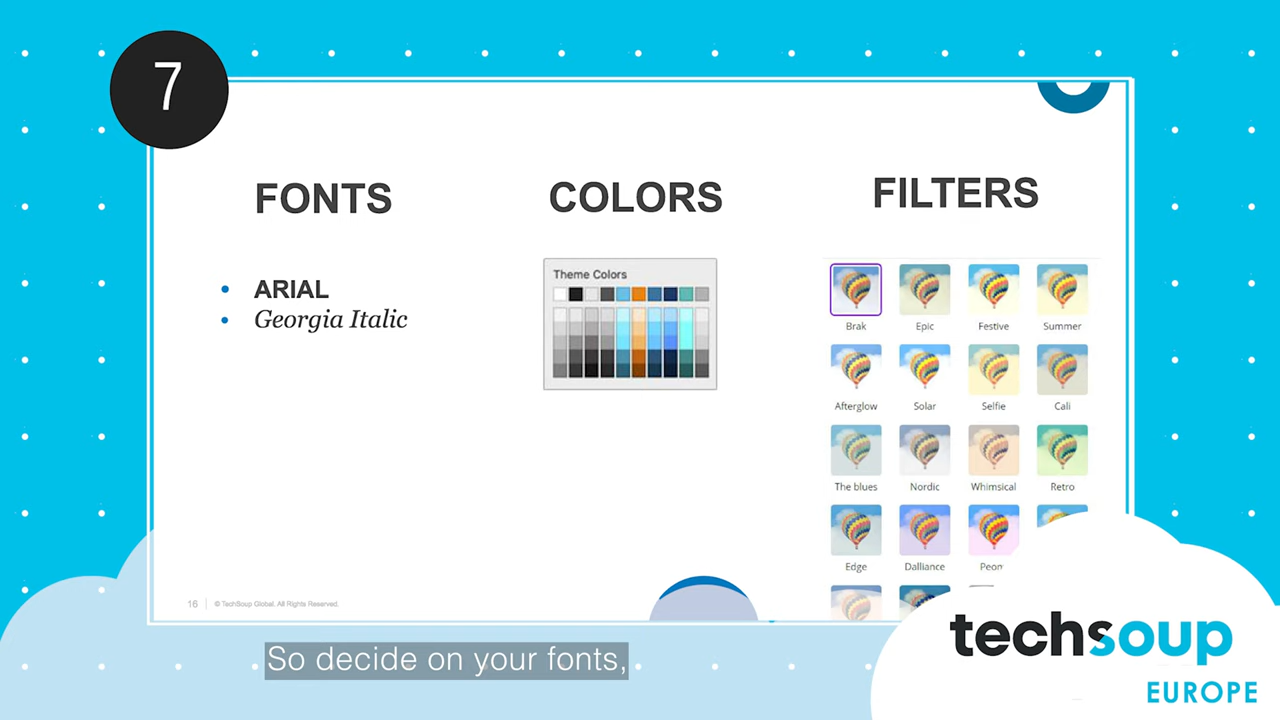 7
FONTS
COLORS
FILTERS
ARIAL
Georgia Italic
Theme Colors
Brak
Epic
Festive
Summer
Afterglow
Solar
Selfie
Cali
The blues
Nordic
Whimsical
Retro
Edge
Dalliance
16
© TechSoup Global. All Rights Reserved.
So decide on your fonts,
techsoup
EUROPE